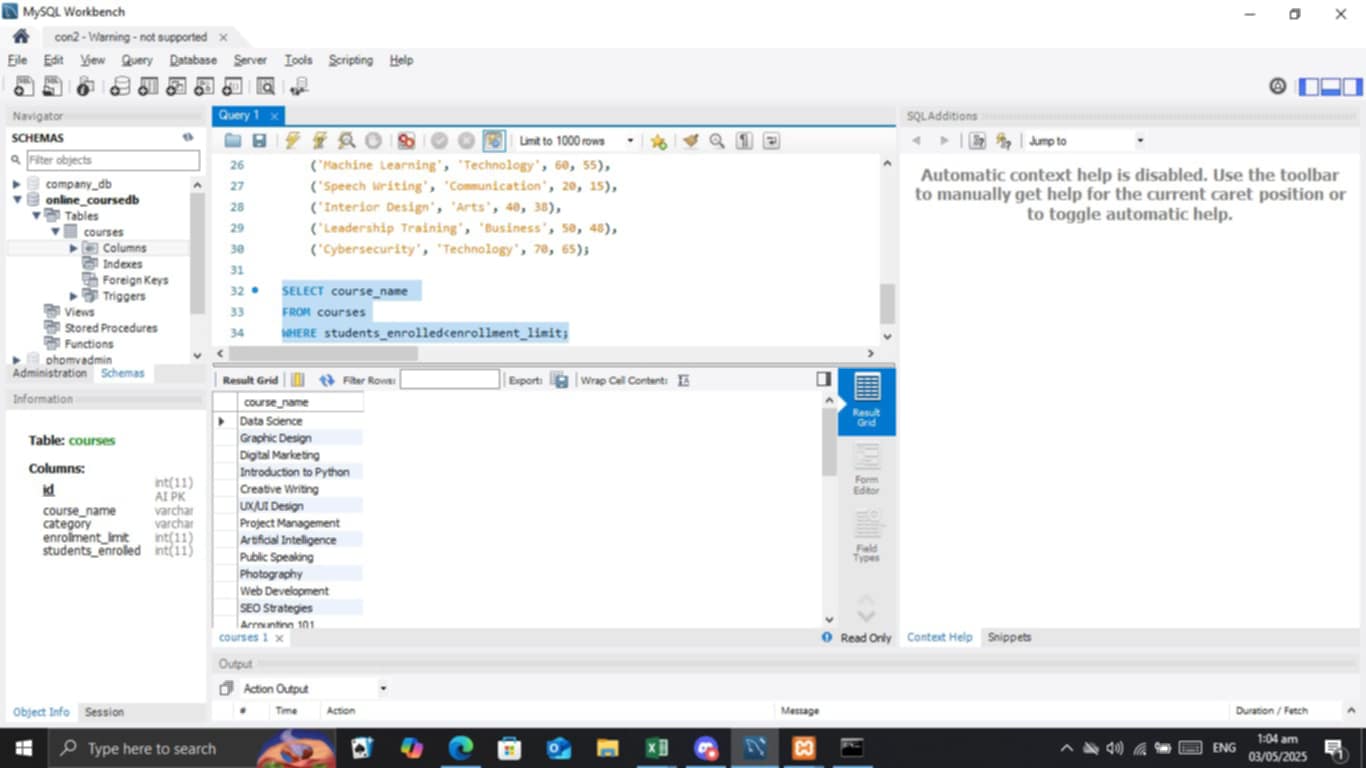 MySQL Workbench
con2 - Warning - not supported
File Edit View Query Database Server Tools Scripting Help
Navigator
SCHEMAS
Filter objects
company_db
online_coursedb
Tables
courses
Columns
Indexes
Foreign Keys
Triggers
Views
Stored Procedures
Functions
phpmyadmin
Administration Schemas
Information
Table: courses
Columns:
id int(11)
AI PK
course_name varchar
category varchar
enrollment_limit int(11)
students_enrolled int(11)
Object Info Session
Query 1
Limit to 1000 rows
26 ('Machine Learning', 'Technology', 60, 55),
27 ('Speech Writing', 'Communication', 20, 15),
28 ('Interior Design', 'Arts', 40, 38),
29 ('Leadership Training', 'Business', 50, 48),
30 ('Cybersecurity', 'Technology', 70, 65);
31
32 SELECT course_name
33 FROM courses
34 WHERE students_enrolled<enrollment_limit;
Result Grid Filter Rows: Export: Wrap Cell Content:
course_name
Data Science
Graphic Design
Digital Marketing
Introduction to Python
Creative Writing
UX/UI Design
Project Management
Artificial Intelligence
Public Speaking
Photography
Web Development
SEO Strategies
Accounting 101
Result
Grid
Form
Editor
Field
Types
courses 1
Read Only
SQLAdditions
Jump to
Automatic context help is disabled. Use the toolbar
to manually get help for the current caret position or
to toggle automatic help.
Context Help Snippets
Output
Action Output
# Time Action Message Duration / Fetch
Type here to search
ENG
1:04 am
03/05/2025
1